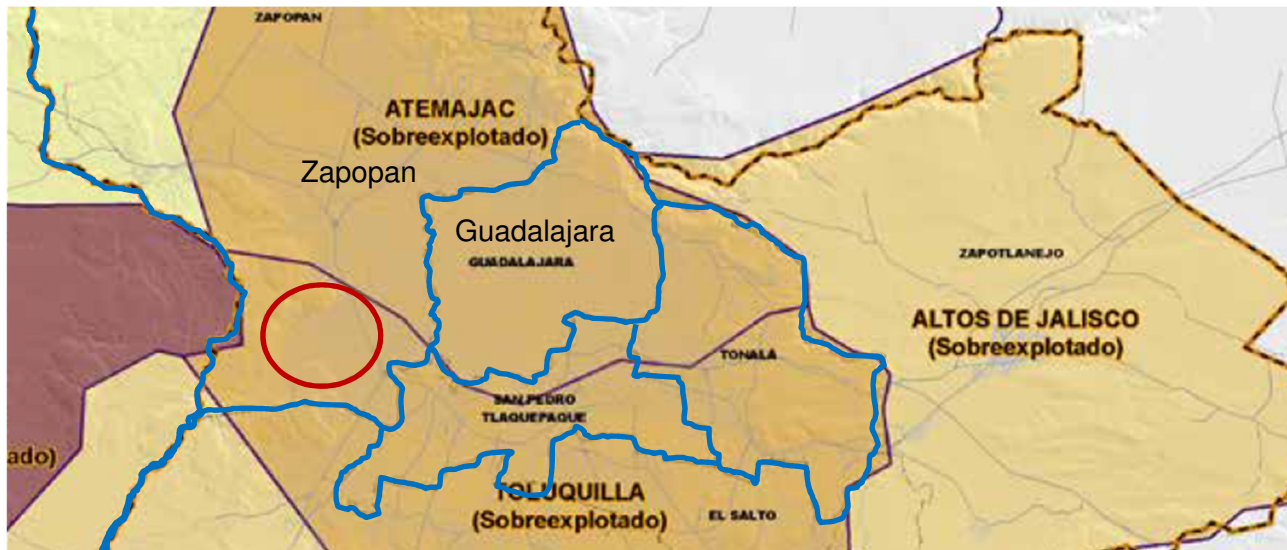 ZAPOPAN
ATEMAJAC
(Sobreexplotado)
Zapopan
Guadalajara
GUADALAJARA
ZAPOTLANEJO
ALTOS DE JALISCO
(Sobreexplotado)
TONALA
SAN PEDRO
TLAQUEPAQUE
ado)
TOLUQUILLA
(Sobreexplotado)
EL SALTO